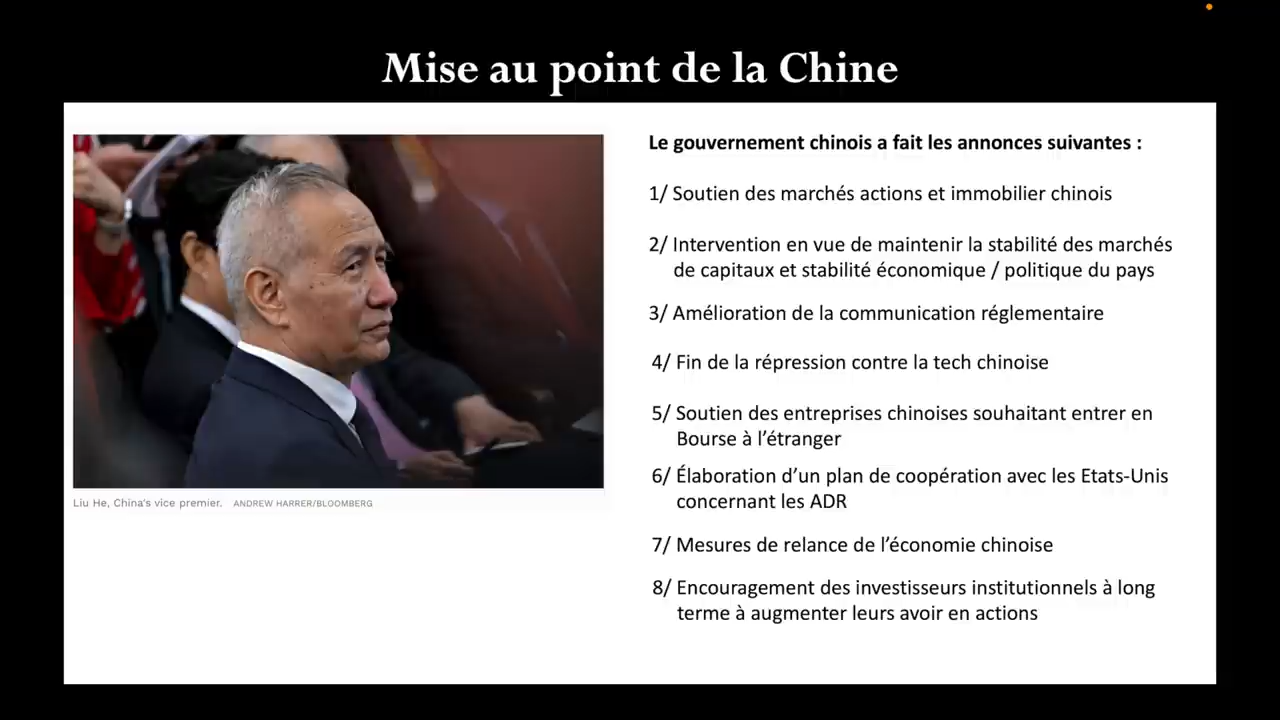 Mise au point de la Chine
Liu He, China's vice premier. ANDREW HARRER/BLOOMBERG
Le gouvernement chinois a fait les annonces suivantes :
1/ Soutien des marchés actions et immobilier chinois
2/ Intervention en vue de maintenir la stabilité des marchés
de capitaux et stabilité économique / politique du pays
3/ Amélioration de la communication réglementaire
4/ Fin de la répression contre la tech chinoise
5/ Soutien des entreprises chinoises souhaitant entrer en
Bourse à l’étranger
6/ Élaboration d’un plan de coopération avec les Etats-Unis
concernant les ADR
7/ Mesures de relance de l’économie chinoise
8/ Encouragement des investisseurs institutionnels à long
terme à augmenter leurs avoir en actions